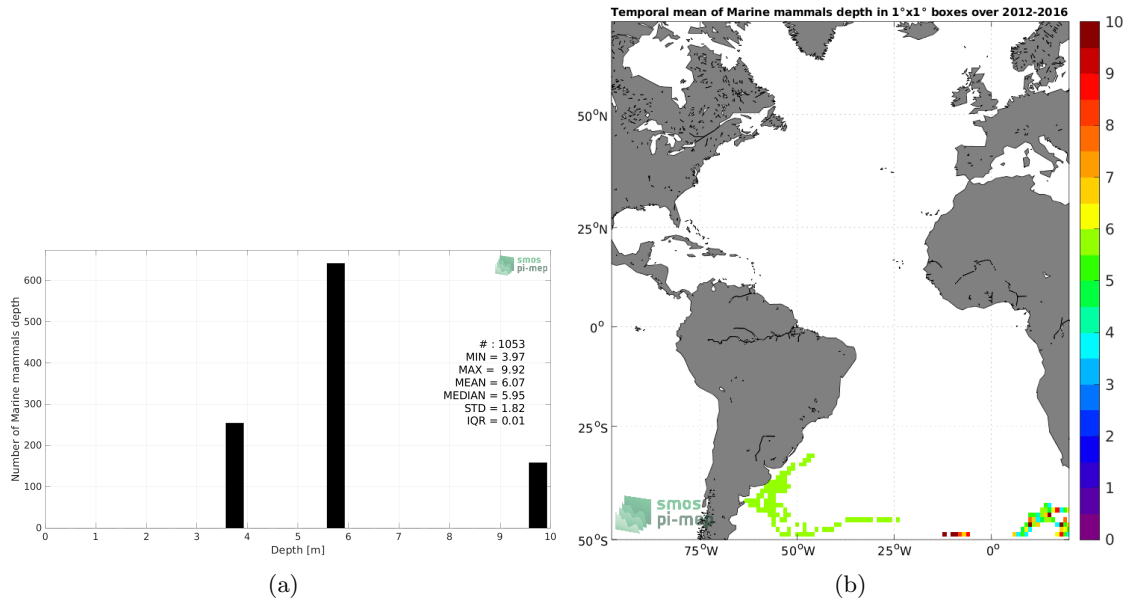 Temporal mean of Marine mammals depth in 1°x1° boxes over 2012-2016
smos
pi-mep
# : 1053
MIN = 3.97
MAX = 9.92
MEAN = 6.07
MEDIAN = 5.95
STD = 1.82
IQR = 0.01
Number of Marine mammals depth
600
500
400
300
200
100
0
0 1 2 3 4 5 6 7 8 9 10
Depth [m]
(a)
50°N
25°N
0°
25°S
50°S
75°W 50°W 25°W 0°
smos
pi-mep
10
9
8
7
6
5
4
3
2
1
0
(b)